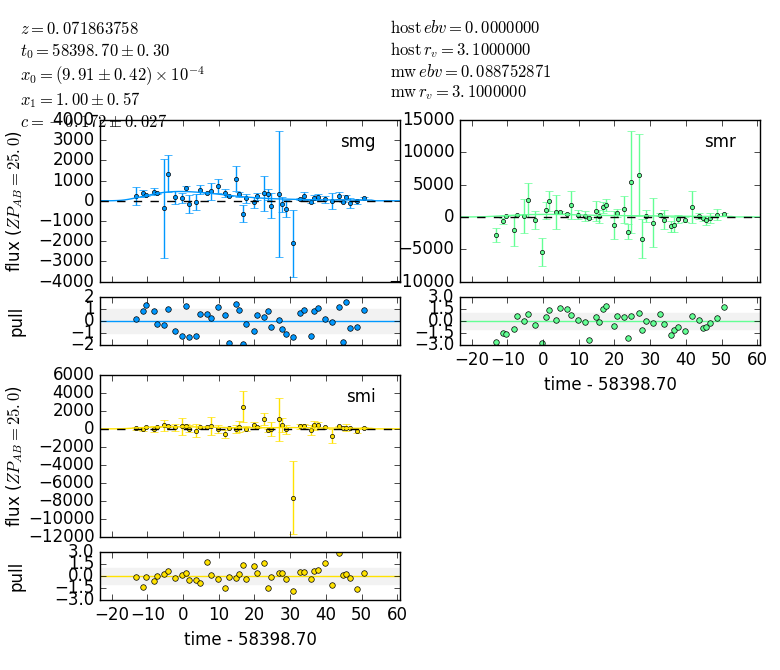 z = 0.071863758
t0 = 58398.70 ± 0.30
x0 = (9.91 ± 0.42) × 10^−4
x1 = 1.00 ± 0.57
c = −0.172 ± 0.027
host ebv = 0.0000000
host rv = 3.1000000
mw ebv = 0.088752871
mw rv = 3.1000000
smg
flux (ZP_AB = 25.0)
4000
3000
2000
1000
0
−1000
−2000
−3000
−4000
pull
2
1
0
−1
−2
smr
15000
10000
5000
0
−5000
−10000
3.0
1.5
0.0
−1.5
−3.0
−20 −10 0 10 20 30 40 50 60
time - 58398.70
smi
flux (ZP_AB = 25.0)
6000
4000
2000
0
−2000
−4000
−6000
−8000
−10000
−12000
pull
3.0
1.5
0.0
−1.5
−3.0
−20 −10 0 10 20 30 40 50 60
time - 58398.70